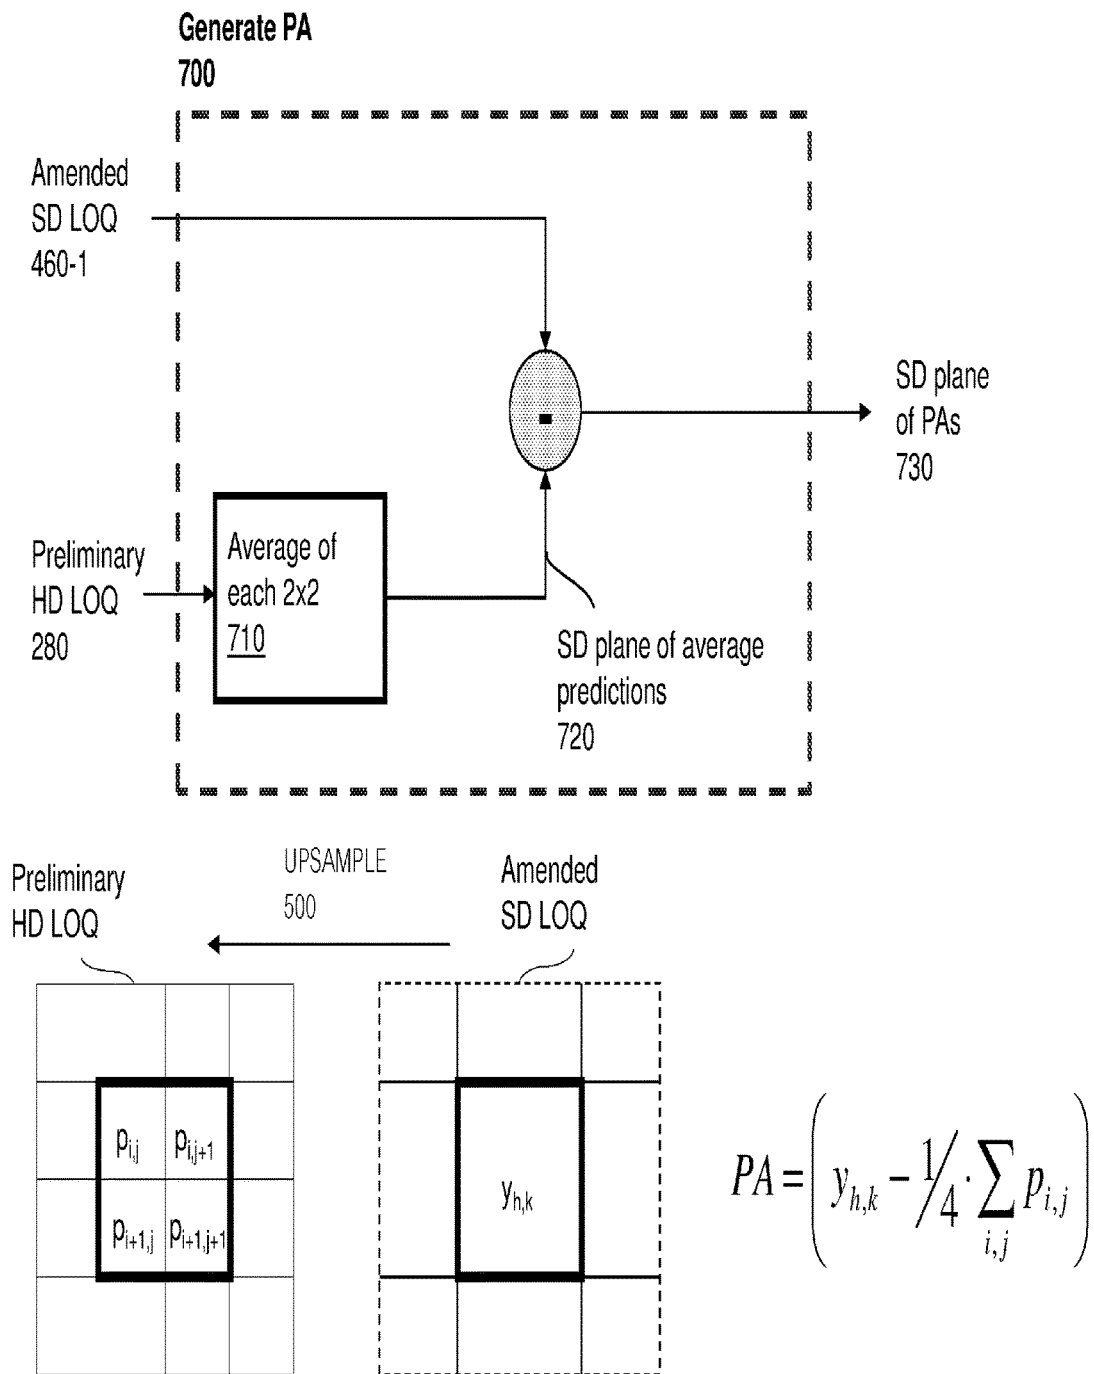 Generate PA
700
Amended
SD LOQ
460-1
SD plane
of PAs
730
Preliminary
HD LOQ
280
Average of
each 2x2
710
SD plane of average
predictions
720
Preliminary
HD LOQ
UPSAMPLE
500
Amended
SD LOQ
p_{i,j} p_{i,j+1}
p_{i+1,j} p_{i+1,j+1}
y_{h,k}
PA = ( y_{h,k} − 1/4 · ∑_{i,j} p_{i,j} )